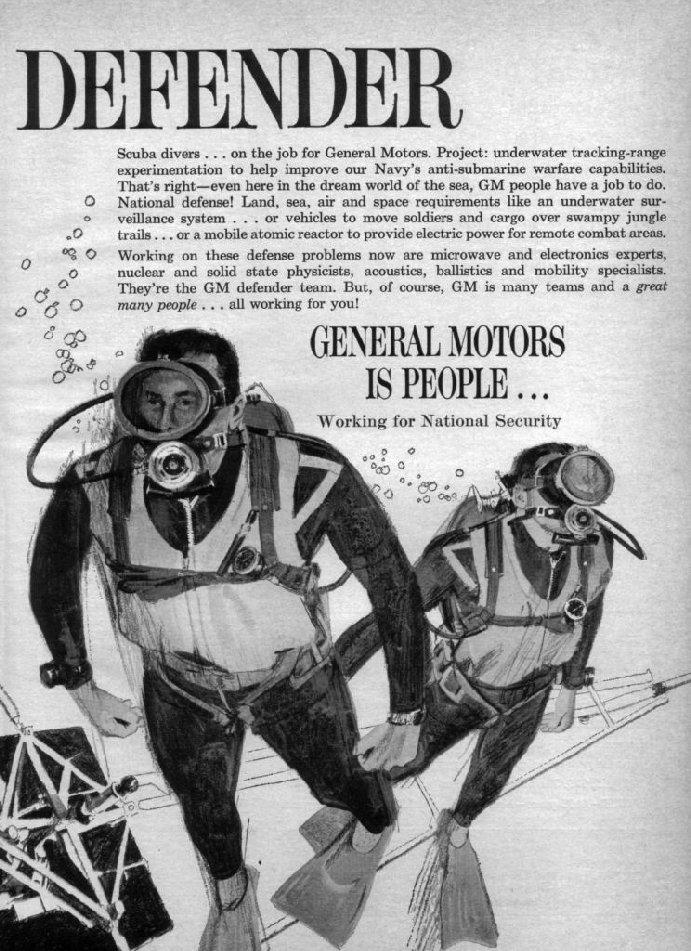 DEFENDER
Scuba divers . . . on the job for General Motors. Project: underwater tracking-range
experimentation to help improve our Navy's anti-submarine warfare capabilities.
That's right—even here in the dream world of the sea, GM people have a job to do.
National defense! Land, sea, air and space requirements like an underwater sur-
veillance system . . . or vehicles to move soldiers and cargo over swampy jungle
trails . . . or a mobile atomic reactor to provide electric power for remote combat areas.
Working on these defense problems now are microwave and electronics experts,
nuclear and solid state physicists, acoustics, ballistics and mobility specialists.
They're the GM defender team. But, of course, GM is many teams and a great
many people . . . all working for you!
GENERAL MOTORS
IS PEOPLE . . .
Working for National Security